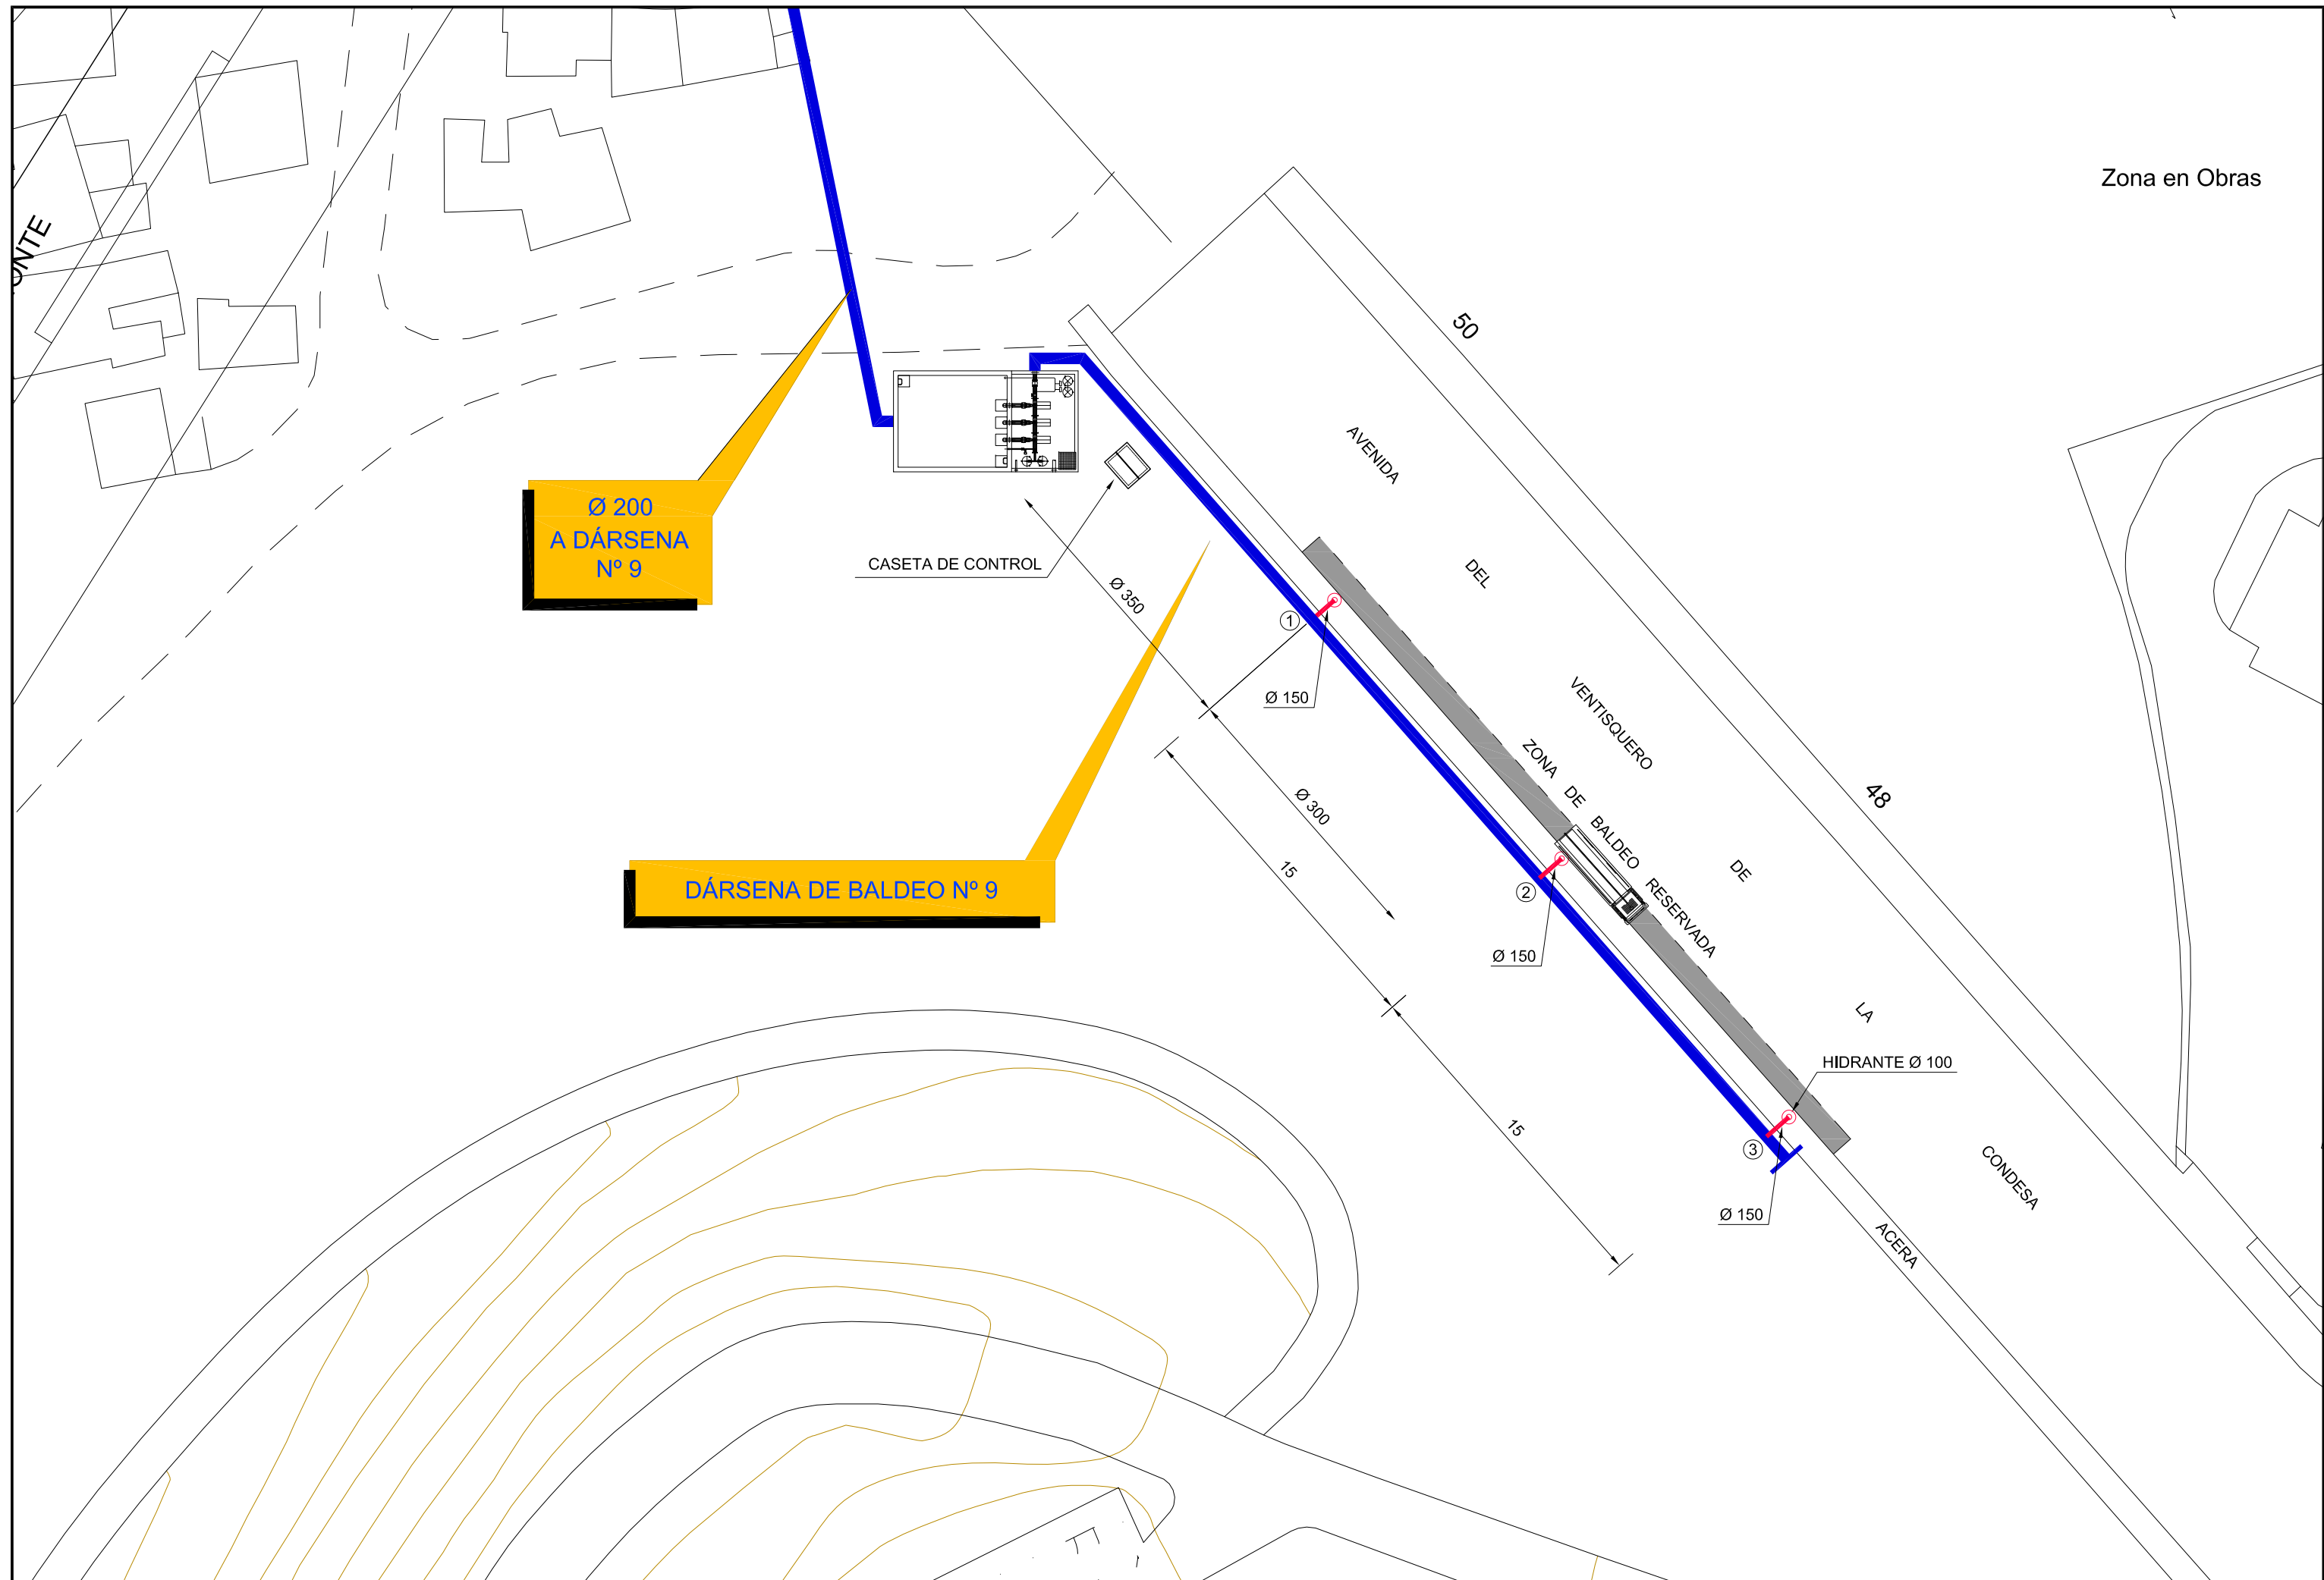 Zona en Obras
ONTE
50
48
AVENIDA
DEL
VENTISQUERO
DE
LA
CONDESA
Ø 200
A DÁRSENA
Nº 9
CASETA DE CONTROL
Ø 350
1
Ø 150
ZONA DE BALDEO RESERVADA
Ø 300
15
DÁRSENA DE BALDEO Nº 9
2
Ø 150
HIDRANTE Ø 100
15
3
Ø 150
ACERA